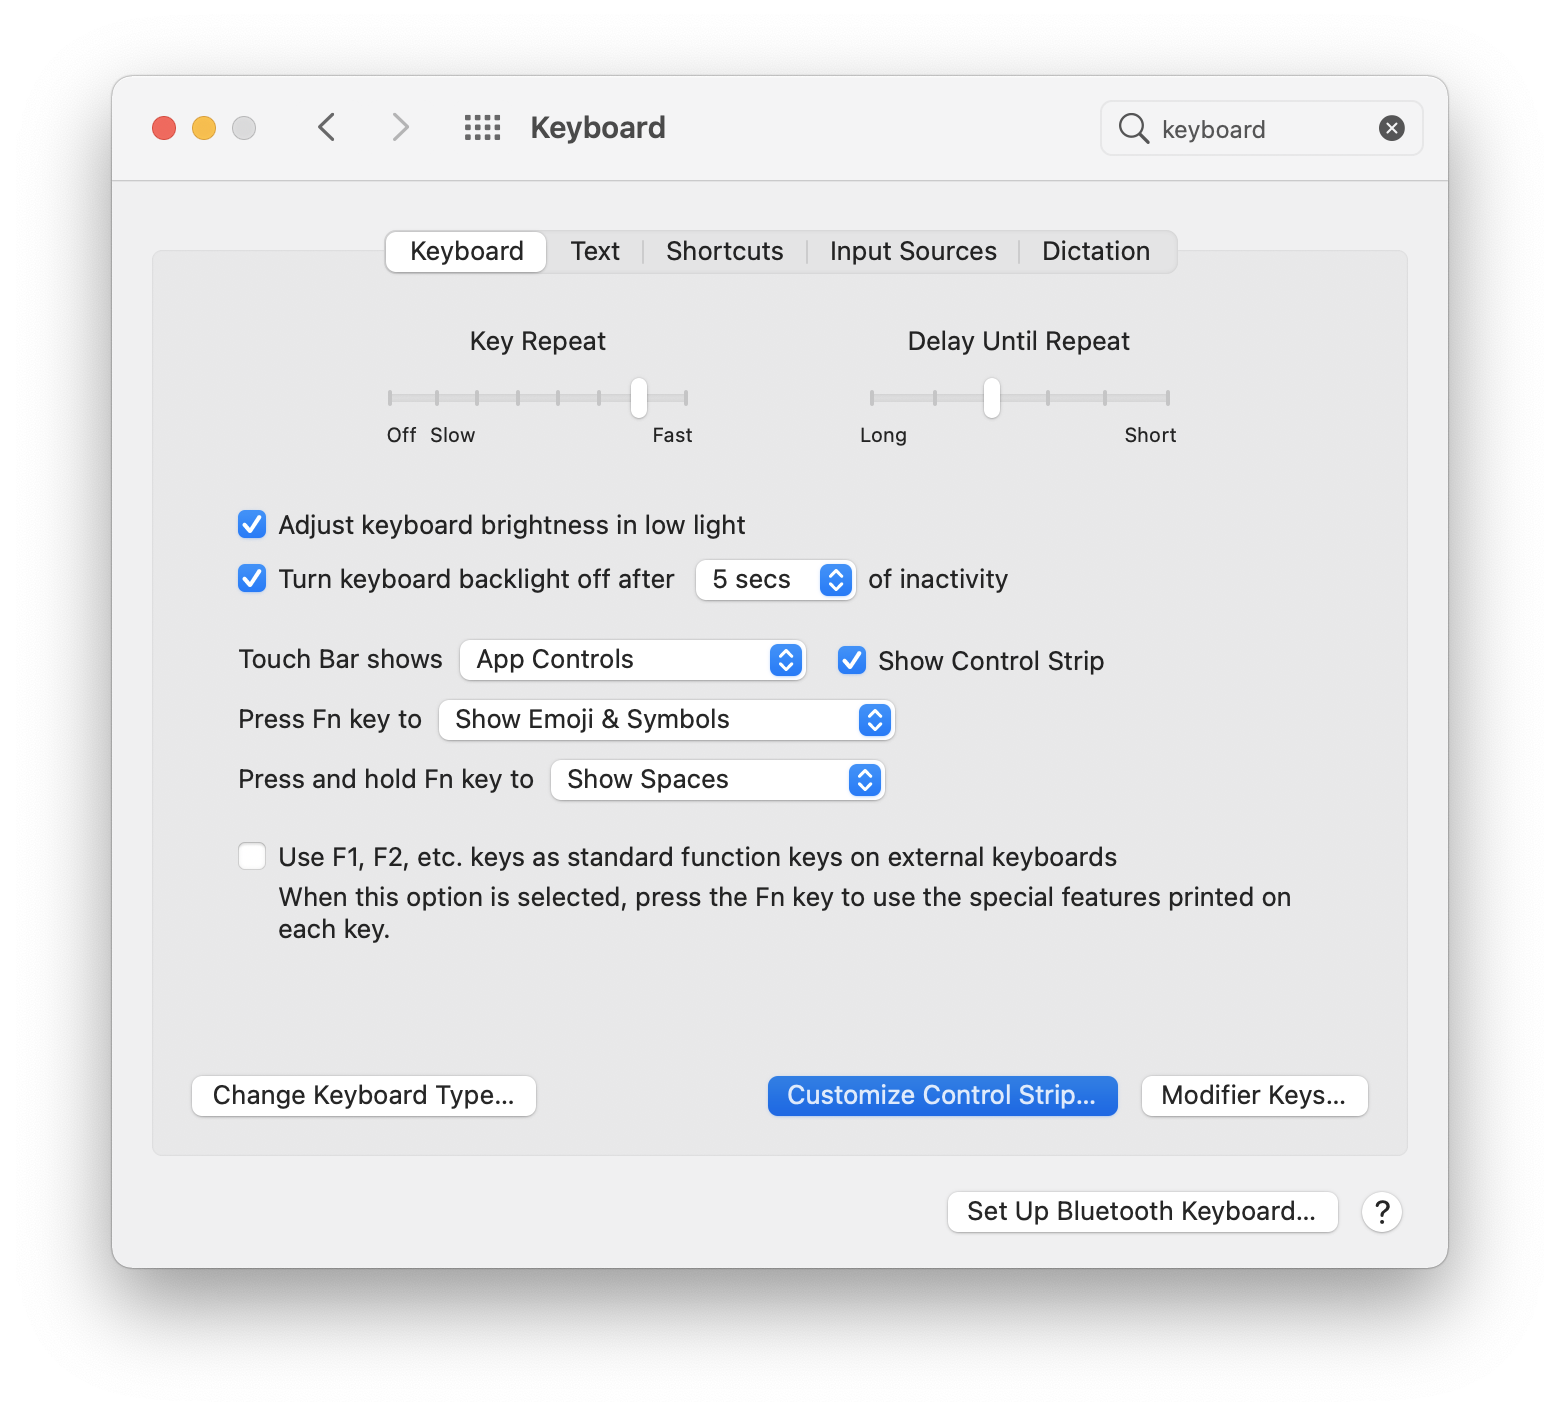 Keyboard
keyboard
Keyboard Text Shortcuts Input Sources Dictation
Key Repeat
Delay Until Repeat
Off Slow Fast
Long Short
Adjust keyboard brightness in low light
Turn keyboard backlight off after 5 secs of inactivity
Touch Bar shows App Controls Show Control Strip
Press Fn key to Show Emoji & Symbols
Press and hold Fn key to Show Spaces
Use F1, F2, etc. keys as standard function keys on external keyboards
When this option is selected, press the Fn key to use the special features printed on
each key.
Change Keyboard Type... Customize Control Strip... Modifier Keys...
Set Up Bluetooth Keyboard... ?